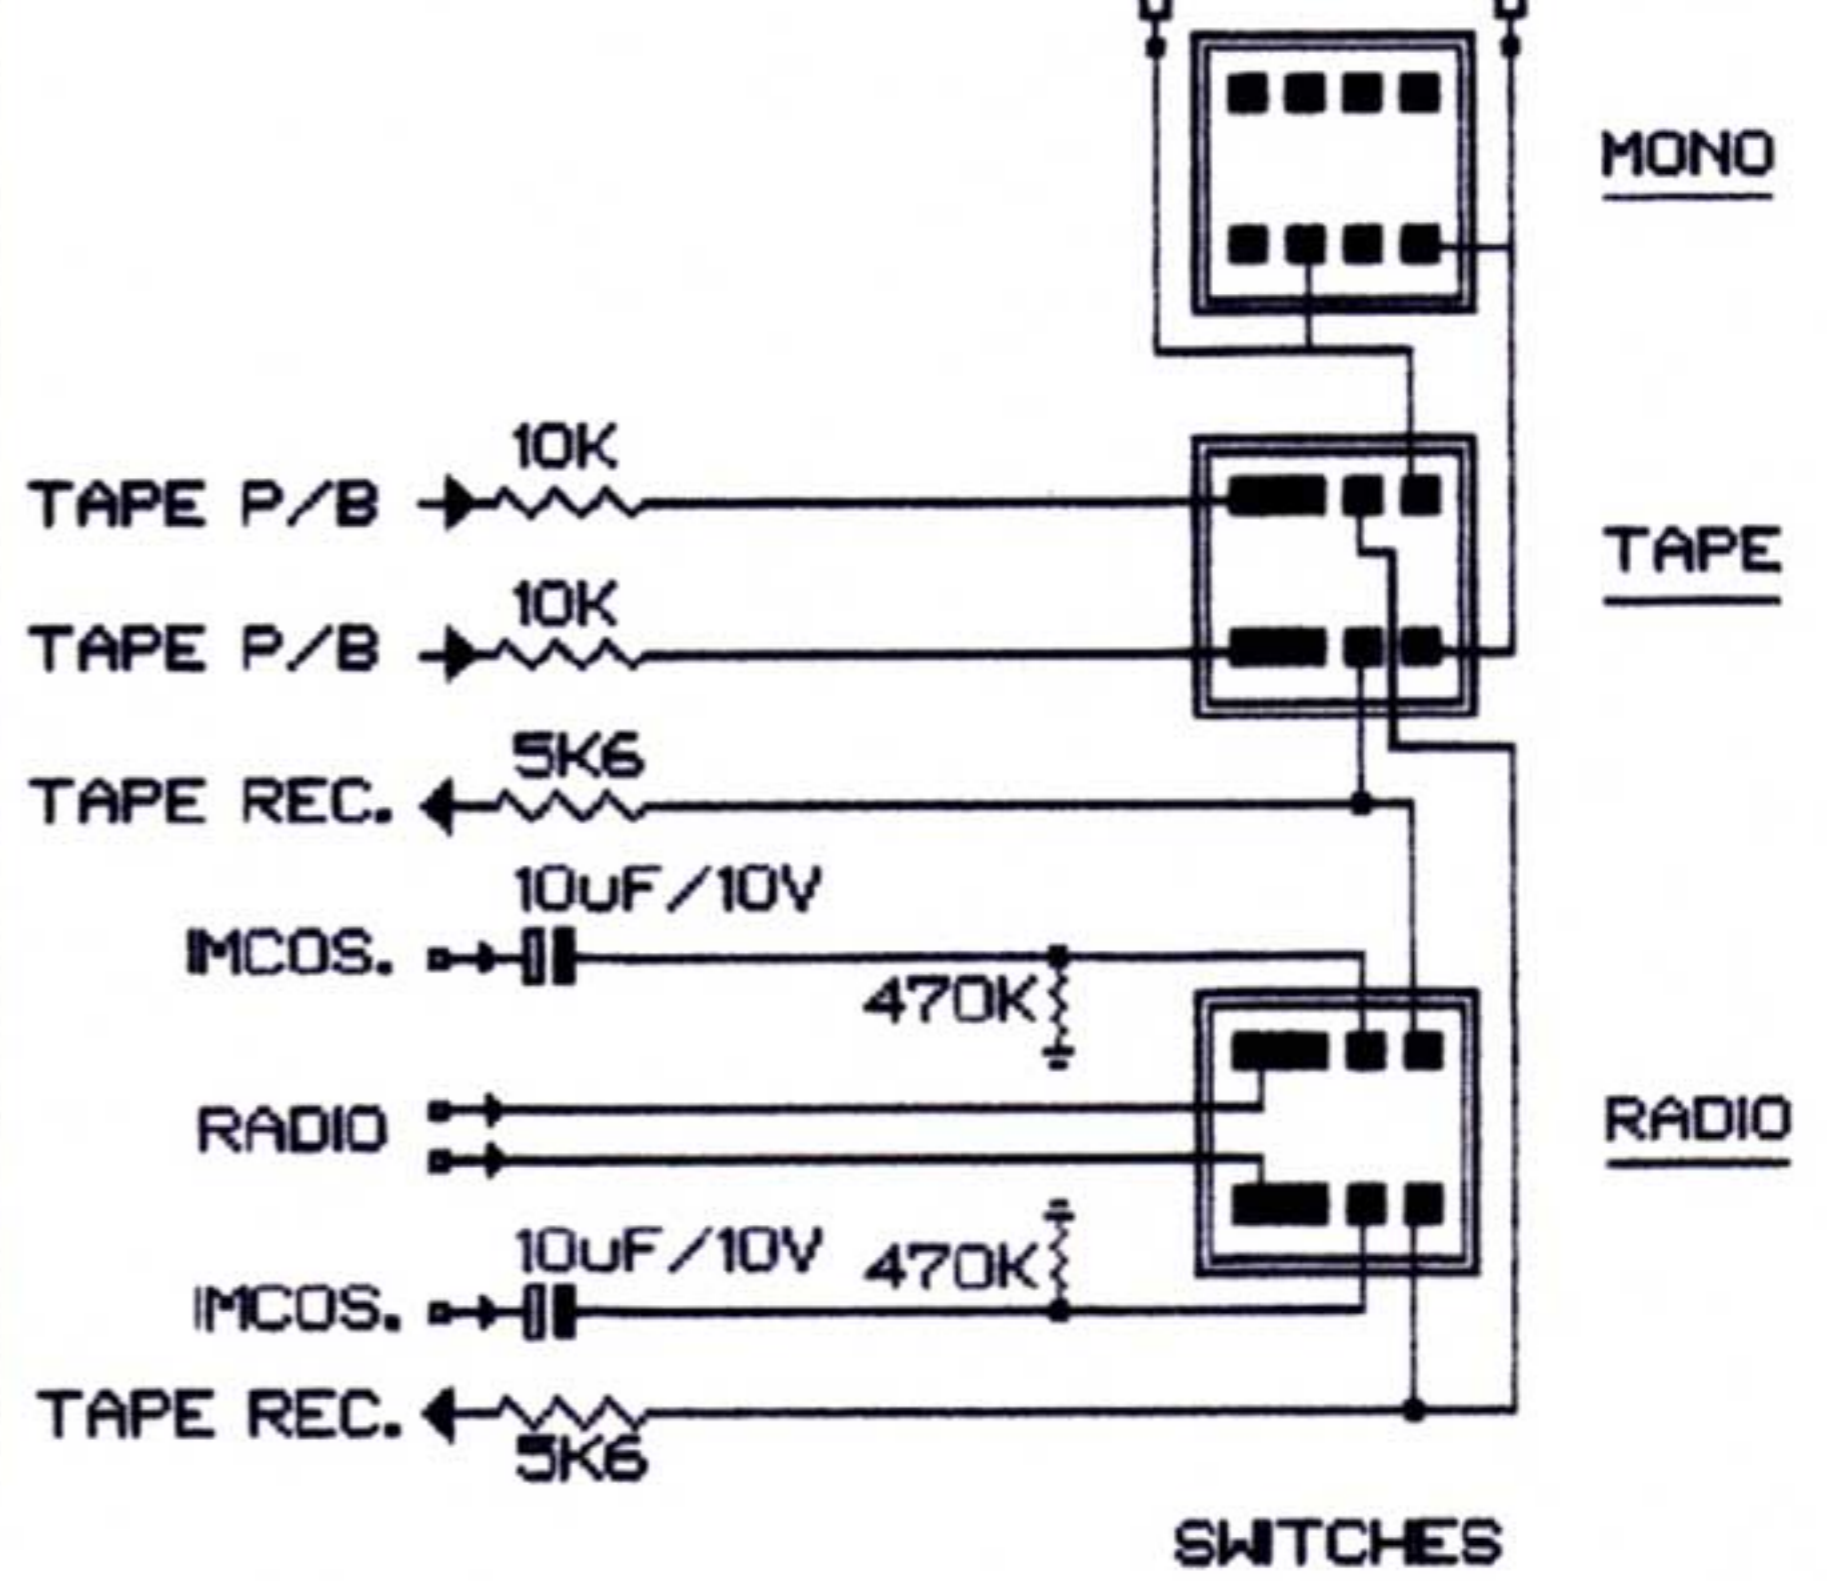 MONO
10K
TAPE P/B
TAPE
10K
TAPE P/B
5K6
TAPE REC.
10uF/10V
IMCOS.
470K
RADIO
RADIO
10uF/10V
470K
IMCOS.
TAPE REC.
5K6
SWITCHES